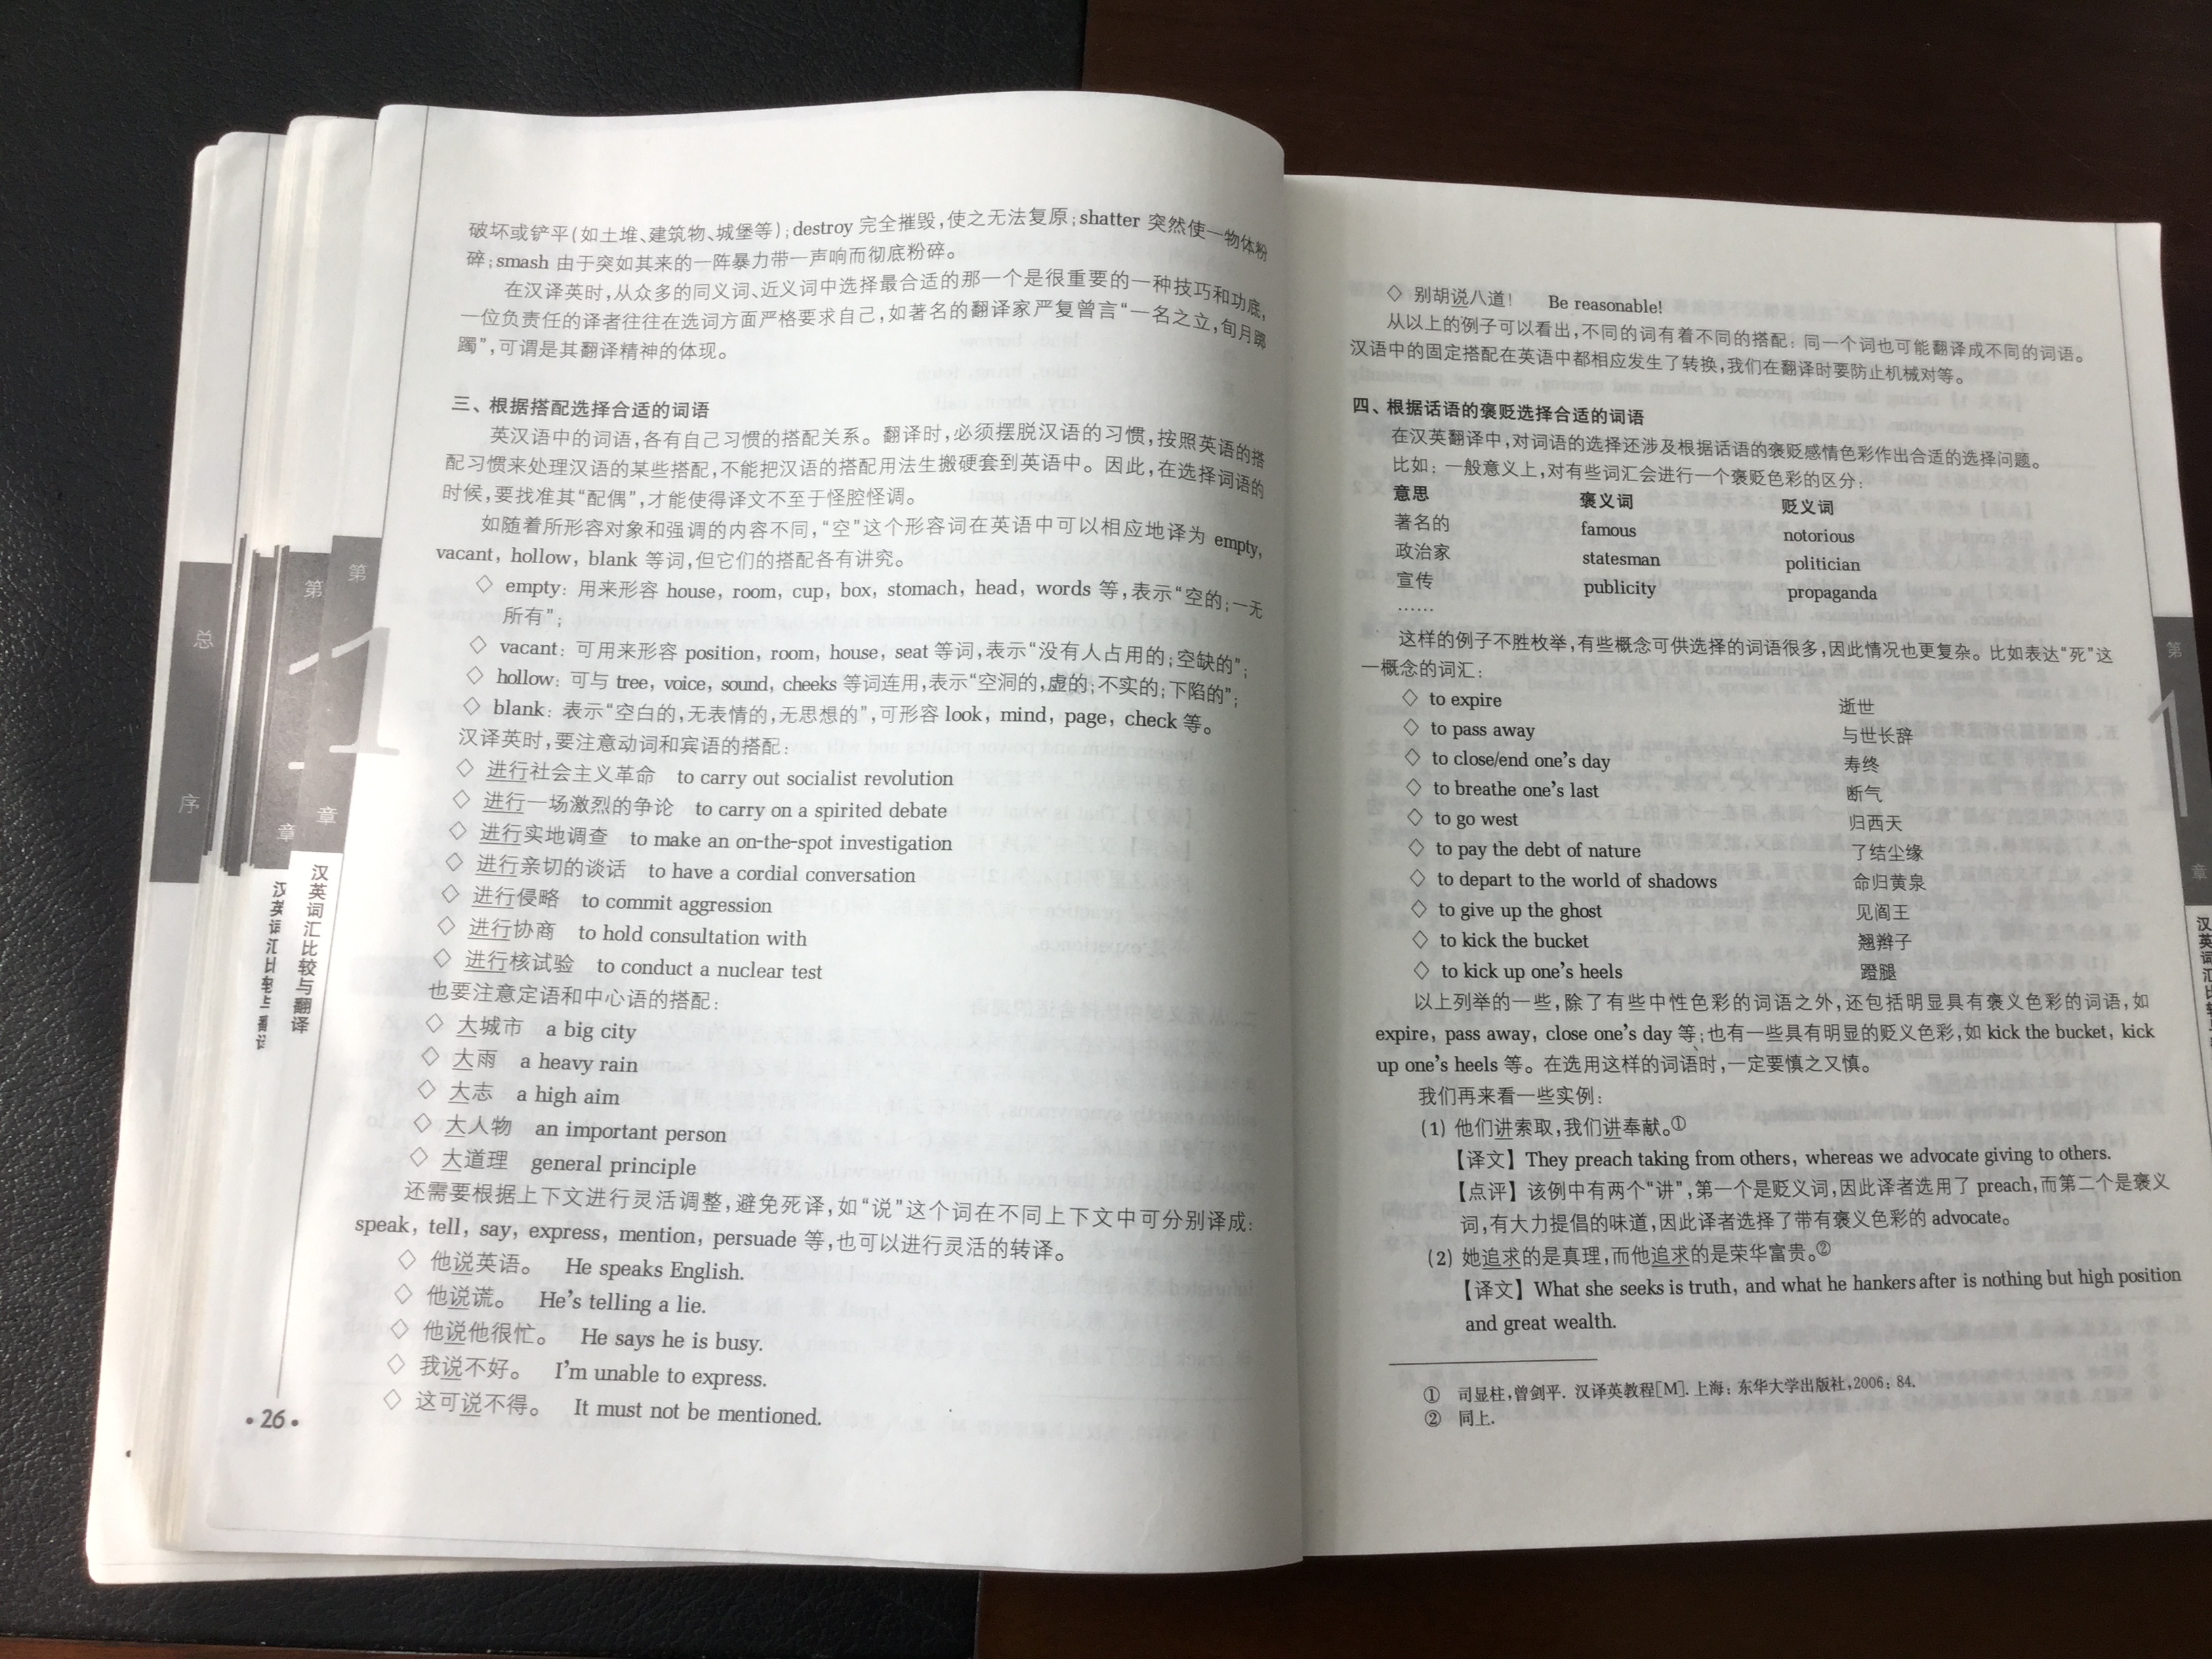 破坏或铲平(如土堆、建筑物、城堡等);destroy 完全摧毁,使之无法复原;shatter 突然使一物体粉
碎;smash 由于突如其来的一阵暴力带一声响而彻底粉碎。
在汉译英时,从众多的同义词、近义词中选择最合适的那一个是很重要的一种技巧和功底,
一位负责任的译者往往在选词方面严格要求自己,如著名的翻译家严复曾言“一名之立,旬月踟
躅”,可谓是其翻译精神的体现。
三、根据搭配选择合适的词语
英汉语中的词语,各有自己习惯的搭配关系。翻译时,必须摆脱汉语的习惯,按照英语的搭
配习惯来处理汉语的某些搭配,不能把汉语的搭配用法生搬硬套到英语中。因此,在选择词语的
时候,要找准其“配偶”,才能使得译文不至于怪腔怪调。
如随着所形容对象和强调的内容不同,“空”这个形容词在英语中可以相应地译为 empty,
vacant, hollow, blank 等词,但它们的搭配各有讲究。
◇ empty: 用来形容 house, room, cup, box, stomach, head, words 等,表示“空的;一无
所有”;
◇ vacant: 可用来形容 position, room, house, seat 等词,表示“没有人占用的;空缺的”;
◇ hollow: 可与 tree, voice, sound, cheeks 等词连用,表示“空洞的,虚的;不实的;下陷的”;
◇ blank: 表示“空白的,无表情的,无思想的”,可形容 look, mind, page, check 等。
汉译英时,要注意动词和宾语的搭配:
◇ 进行社会主义革命 to carry out socialist revolution
◇ 进行一场激烈的争论 to carry on a spirited debate
◇ 进行实地调查 to make an on-the-spot investigation
◇ 进行亲切的谈话 to have a cordial conversation
◇ 进行侵略 to commit aggression
◇ 进行协商 to hold consultation with
◇ 进行核试验 to conduct a nuclear test
也要注意定语和中心语的搭配:
◇ 大城市 a big city
◇ 大雨 a heavy rain
◇ 大志 a high aim
◇ 大人物 an important person
◇ 大道理 general principle
还需要根据上下文进行灵活调整,避免死译,如“说”这个词在不同上下文中可分别译成:
speak, tell, say, express, mention, persuade 等,也可以进行灵活的转译。
◇ 他说英语。 He speaks English.
◇ 他说谎。 He's telling a lie.
◇ 他说他很忙。 He says he is busy.
◇ 我说不好。 I'm unable to express.
◇ 这可说不得。 It must not be mentioned.
·26·
第
1
章
汉英词汇比较与翻译
第
章
总
序
◇ 别胡说八道! Be reasonable!
从以上的例子可以看出,不同的词有着不同的搭配;同一个词也可能翻译成不同的词语。
汉语中的固定搭配在英语中都相应发生了转换,我们在翻译时要防止机械对等。
四、根据话语的褒贬选择合适的词语
在汉英翻译中,对词语的选择还涉及根据话语的褒贬感情色彩作出合适的选择问题。
比如:一般意义上,对有些词汇会进行一个褒贬色彩的区分:
意思 褒义词 贬义词
著名的 famous notorious
政治家 statesman politician
宣传 publicity propaganda
……
这样的例子不胜枚举,有些概念可供选择的词语很多,因此情况也更复杂。比如表达“死”这
一概念的词汇:
◇ to expire 逝世
◇ to pass away 与世长辞
◇ to close/end one's day 寿终
◇ to breathe one's last 断气
◇ to go west 归西天
◇ to pay the debt of nature 了结尘缘
◇ to depart to the world of shadows 命归黄泉
◇ to give up the ghost 见阎王
◇ to kick the bucket 翘辫子
◇ to kick up one's heels 蹬腿
以上列举的一些,除了有些中性色彩的词语之外,还包括明显具有褒义色彩的词语,如
expire, pass away, close one's day 等;也有一些具有明显的贬义色彩,如 kick the bucket, kick
up one's heels 等。在选用这样的词语时,一定要慎之又慎。
我们再来看一些实例:
(1) 他们讲索取,我们讲奉献。①
【译文】They preach taking from others, whereas we advocate giving to others.
【点评】该例中有两个“讲”,第一个是贬义词,因此译者选用了 preach,而第二个是褒义
词,有大力提倡的味道,因此译者选择了带有褒义色彩的 advocate。
(2) 她追求的是真理,而他追求的是荣华富贵。②
【译文】What she seeks is truth, and what he hankers after is nothing but high position
and great wealth.
① 司显柱,曾剑平. 汉译英教程[M]. 上海:东华大学出版社,2006:84.
② 同上.
第
1
章